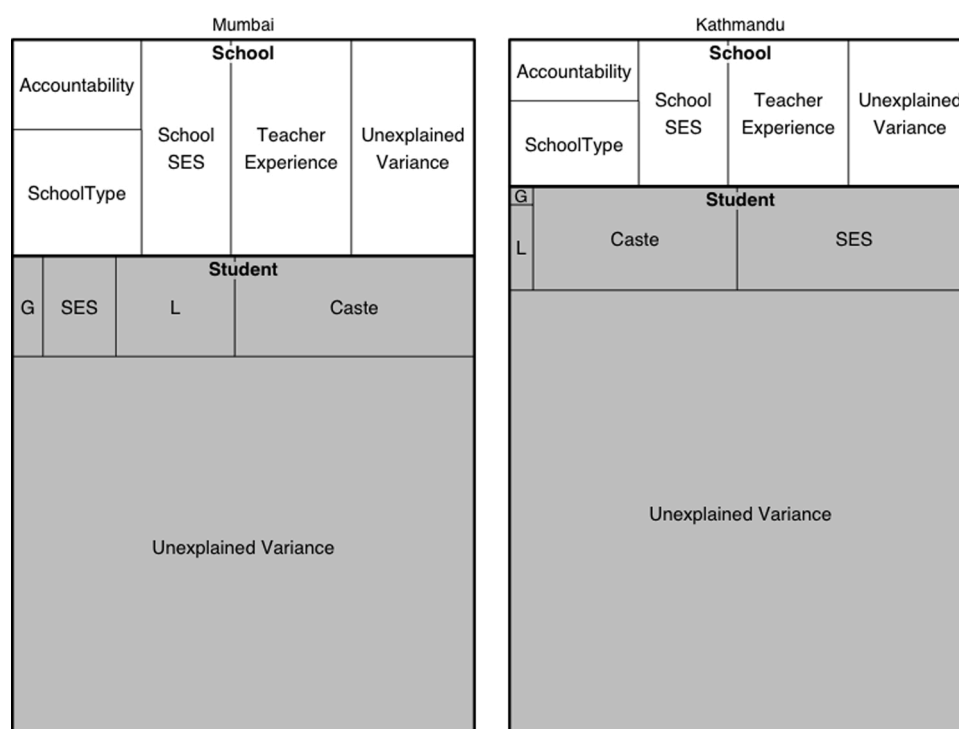 Mumbai
School
Accountability
SchoolType
School
SES
Teacher
Experience
Unexplained
Variance
Student
G
SES
L
Caste
Unexplained Variance
Kathmandu
School
Accountability
SchoolType
School
SES
Teacher
Experience
Unexplained
Variance
Student
G
L
Caste
SES
Unexplained Variance